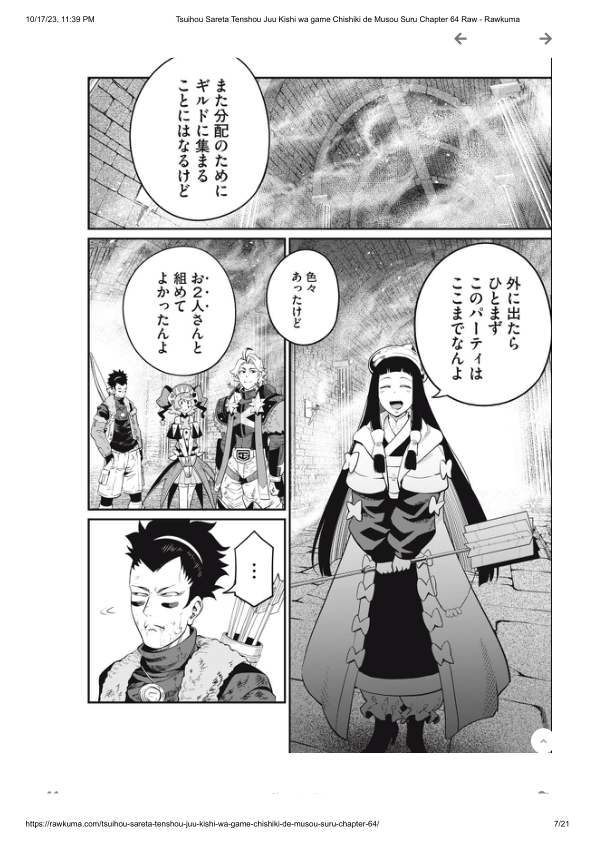 10/17/23, 11:39 PM
Tsuihou Sareta Tenshou Juu Kishi wa game Chishiki de Musou Suru Chapter 64 Raw - Rawkuma
また分配のために
ギルドに集まる
ことにはなるけど
外に出たら
ひとまず
このパーティは
ここまでなんよ
色々
あったけど
お2人さんと
組めて
よかったんよ
…
https://rawkuma.com/tsuihou-sareta-tenshou-juu-kishi-wa-game-chishiki-de-musou-suru-chapter-64/
7/21